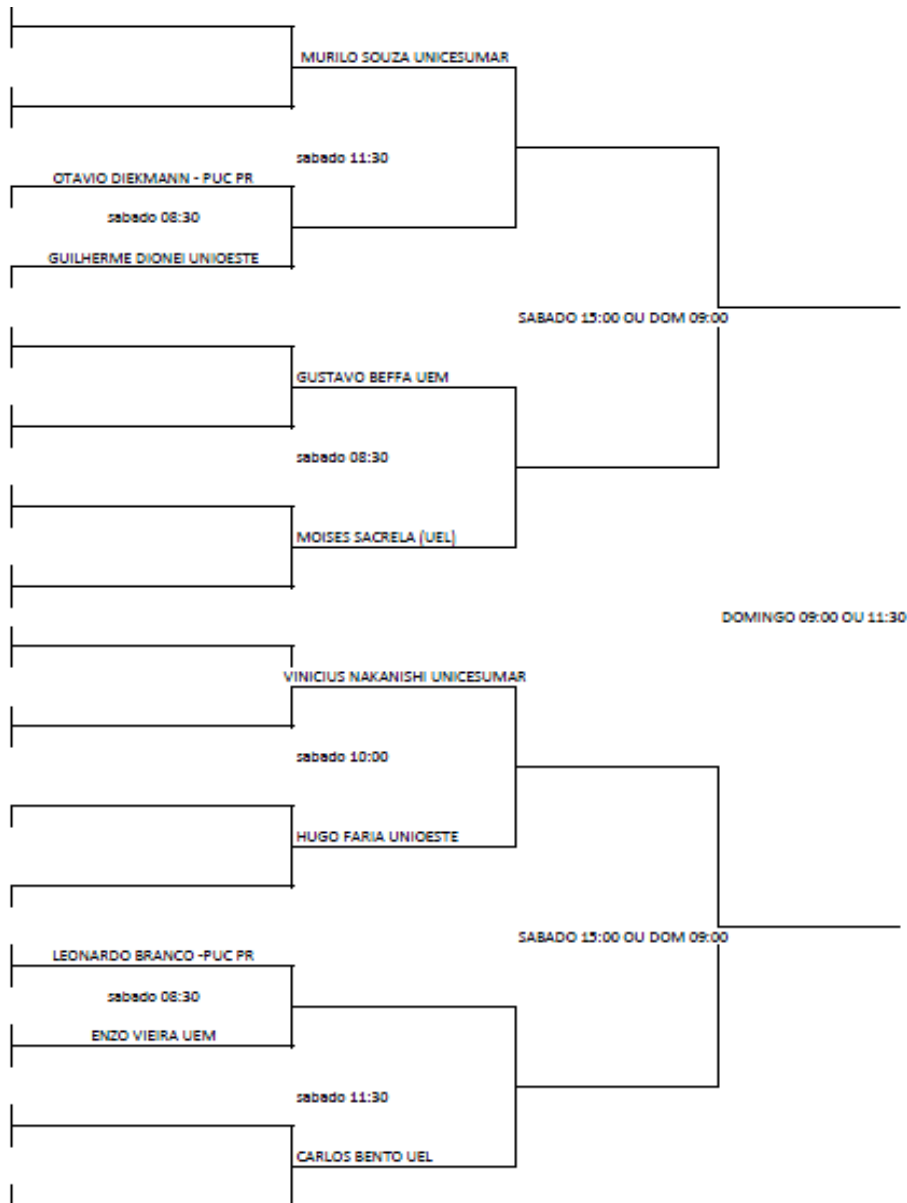 MURILO SOUZA UNICESUMAR
sabado 11:30
OTAVIO DIEKMANN - PUC PR
sabado 08:30
GUILHERME DIONEI UNIOESTE
SABADO 15:00 OU DOM 09:00
GUSTAVO BEFFA UEM
sabado 08:30
MOISES SACRELA (UEL)
DOMINGO 09:00 OU 11:30
VINICIUS NAKANISHI UNICESUMAR
sabado 10:00
HUGO FARIA UNIOESTE
SABADO 15:00 OU DOM 09:00
LEONARDO BRANCO -PUC PR
sabado 08:30
ENZO VIEIRA UEM
sabado 11:30
CARLOS BENTO UEL